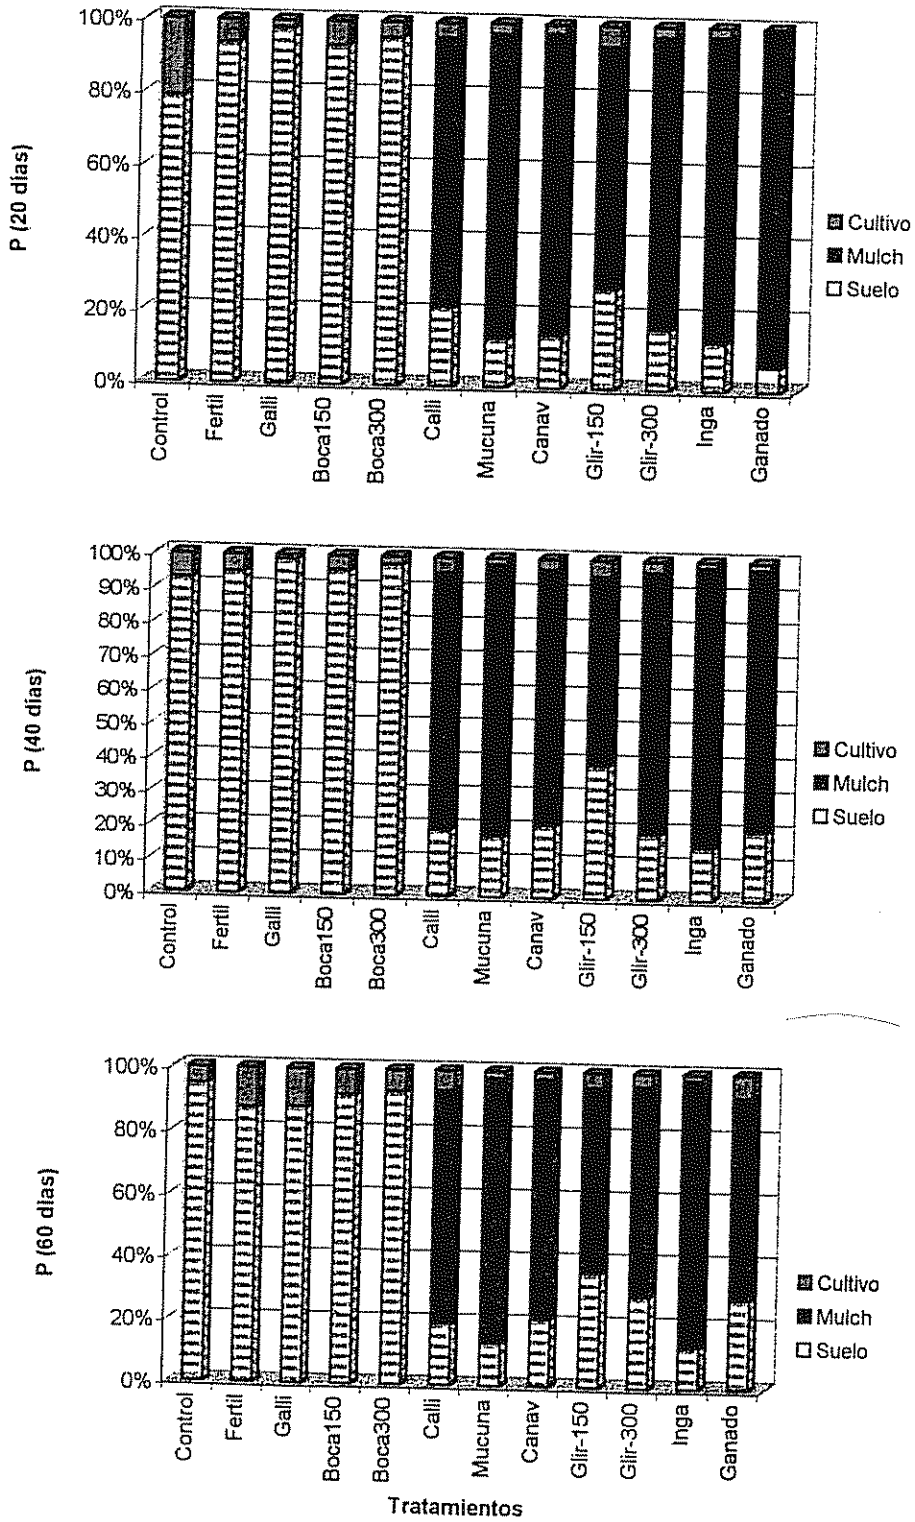 P (20 días)
100%
80%
60%
40%
20%
0%
Control
Fertil
Galli
Boca150
Boca300
Calli
Mucuna
Canav
Glir-150
Glir-300
Inga
Ganado
Cultivo
Mulch
Suelo
P (40 días)
100%
90%
80%
70%
60%
50%
40%
30%
20%
10%
0%
Control
Fertil
Galli
Boca150
Boca300
Calli
Mucuna
Canav
Glir-150
Glir-300
Inga
Ganado
Cultivo
Mulch
Suelo
P (60 días)
100%
80%
60%
40%
20%
0%
Control
Fertil
Galli
Boca150
Boca300
Calli
Mucuna
Canav
Glir-150
Glir-300
Inga
Ganado
Cultivo
Mulch
Suelo
Tratamientos